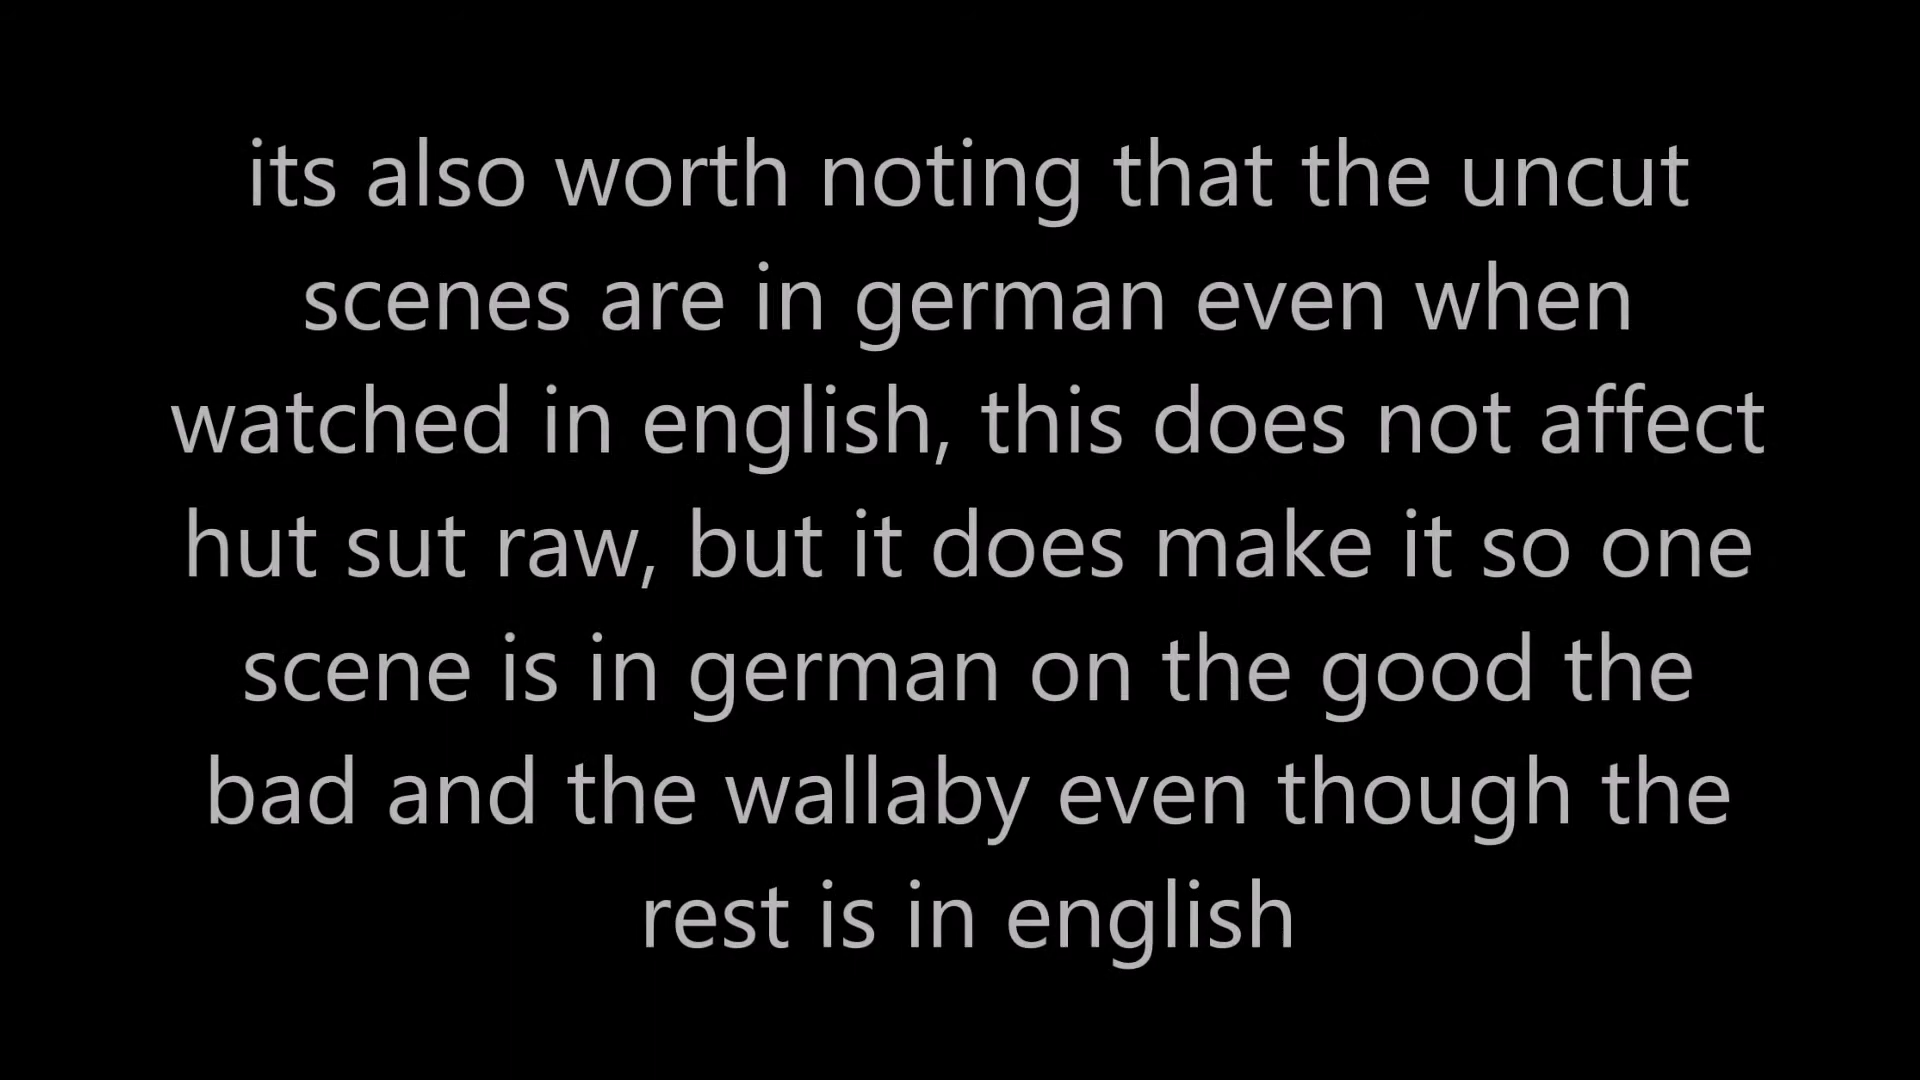 its also worth noting that the uncut
scenes are in german even when
watched in english, this does not affect
hut sut raw, but it does make it so one
scene is in german on the good the
bad and the wallaby even though the
rest is in english